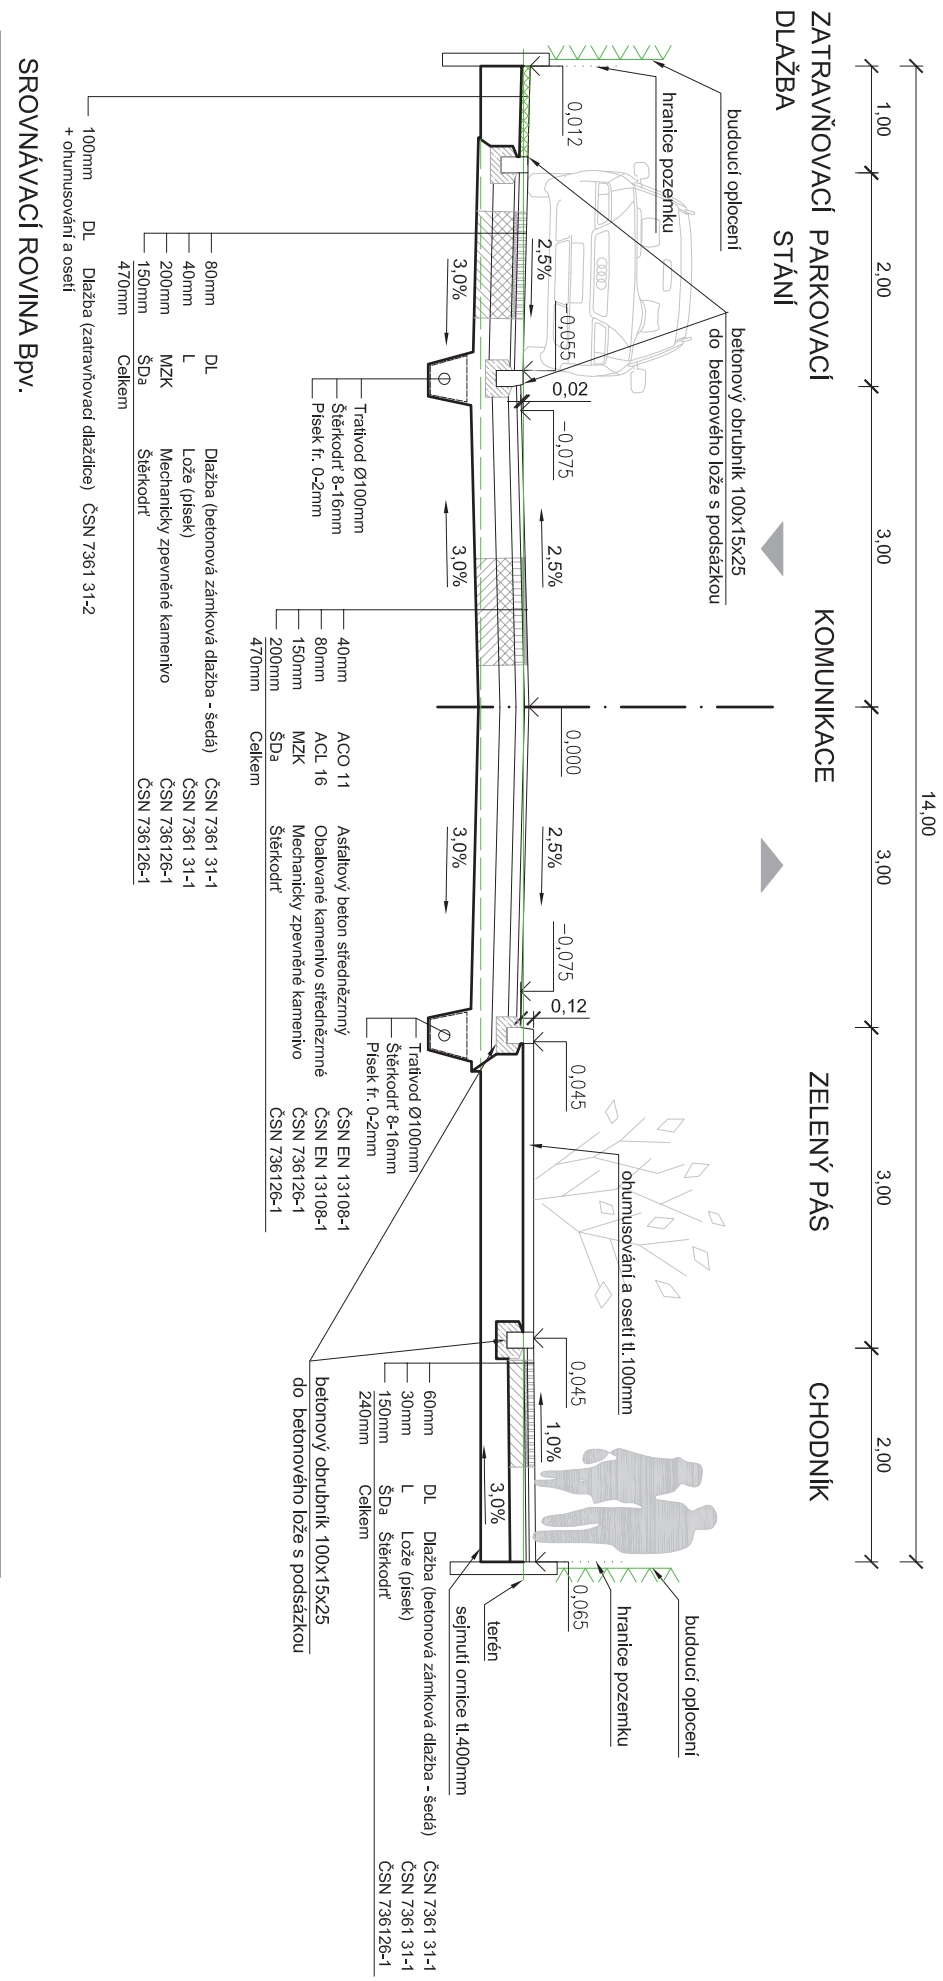 14,00
1,00
2,00
3,00
3,00
3,00
2,00
ZATRAVŇOVACÍ
DLAŽBA
PARKOVACÍ
STÁNÍ
KOMUNIKACE
ZELENÝ PÁS
CHODNÍK
budoucí oplocení
hranice pozemku
betonový obrubník 100x15x25
do betonového lože s podsázkou
0,012
-0,055
0,02
-0,075
0,000
-0,075
0,12
0,045
0,045
0,065
ohumusování a osetí tl.100mm
budoucí oplocení
hranice pozemku
2,5%
2,5%
2,5%
1,0%
3,0%
3,0%
3,0%
3,0%
terén
sejmutí ornice tl.400mm
Trativod Ø100mm
Štěrkodrť 8-16mm
Písek fr. 0-2mm
Trativod Ø100mm
Štěrkodrť 8-16mm
Písek fr. 0-2mm
60mm DL Dlažba (betonová zámková dlažba - šedá) ČSN 7361 31-1
30mm L Lože (písek) ČSN 7361 31-1
150mm ŠDa Štěrkodrť ČSN 736126-1
240mm Celkem
betonový obrubník 100x15x25
do betonového lože s podsázkou
40mm ACO 11 Asfaltový beton střednězrnný ČSN EN 13108-1
80mm ACL 16 Obalované kamenivo střednězrnné ČSN EN 13108-1
150mm MZK Mechanicky zpevněné kamenivo ČSN 736126-1
200mm ŠDa Štěrkodrť ČSN 736126-1
470mm Celkem
80mm DL Dlažba (betonová zámková dlažba - šedá) ČSN 7361 31-1
40mm L Lože (písek) ČSN 7361 31-1
200mm MZK Mechanicky zpevněné kamenivo ČSN 736126-1
150mm ŠDa Štěrkodrť ČSN 736126-1
470mm Celkem
100mm DL Dlažba (zatravňovací dlaždice) ČSN 7361 31-2
+ ohumusování a osetí
SROVNÁVACÍ ROVINA Bpv.